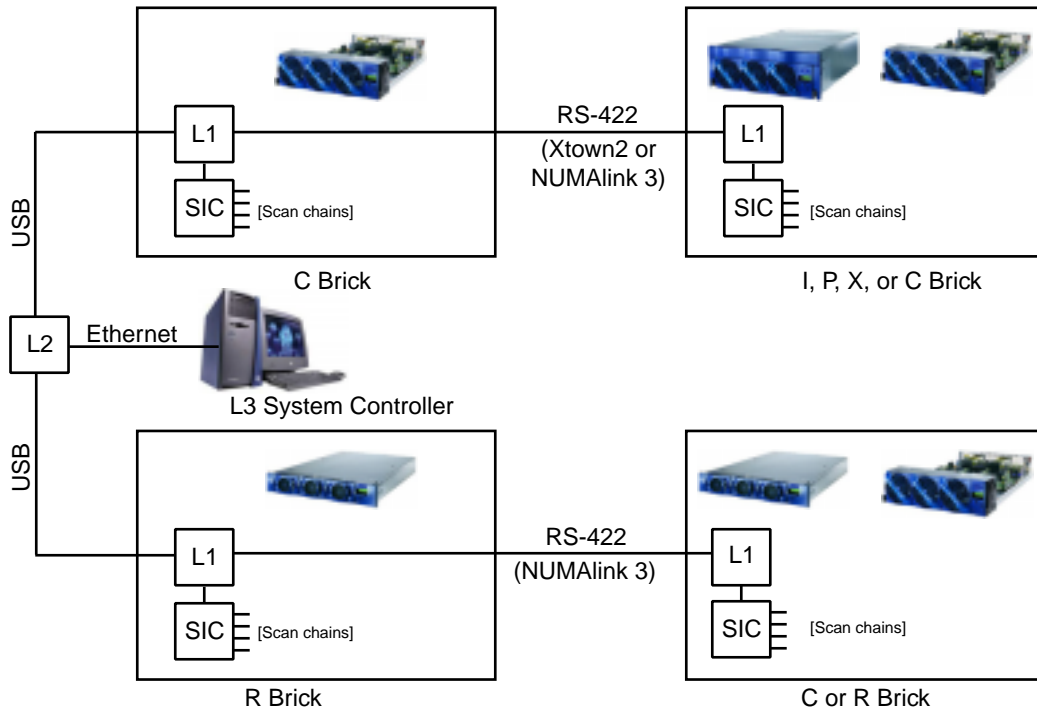 L1
SIC
[Scan chains]
C Brick
RS-422
(Xtown2 or
NUMAlink 3)
L1
SIC
[Scan chains]
I, P, X, or C Brick
USB
L2
Ethernet
L3 System Controller
USB
L1
SIC
[Scan chains]
R Brick
RS-422
(NUMAlink 3)
L1
SIC
[Scan chains]
C or R Brick